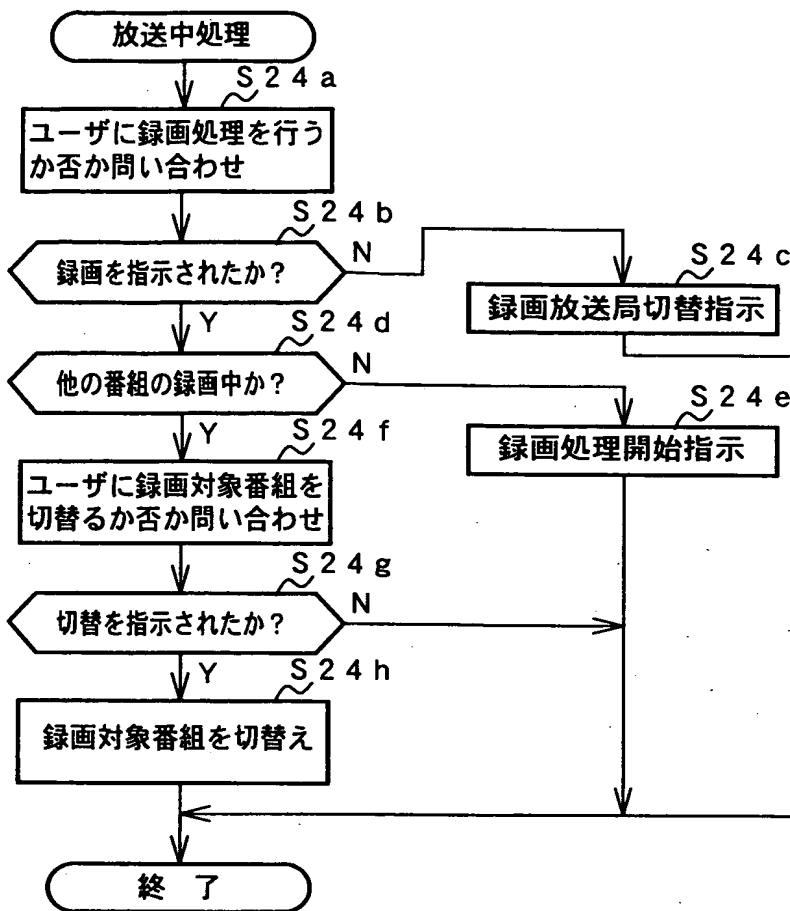 放送中処理
S24a
ユーザに録画処理を行う
か否か問い合わせ
S24b
録画を指示されたか？
N
S24c
録画放送局切替指示
Y
S24d
他の番組の録画中か？
N
S24e
録画処理開始指示
Y
S24f
ユーザに録画対象番組を
切替るか否か問い合わせ
S24g
切替を指示されたか？
N
Y
S24h
録画対象番組を切替え
終了